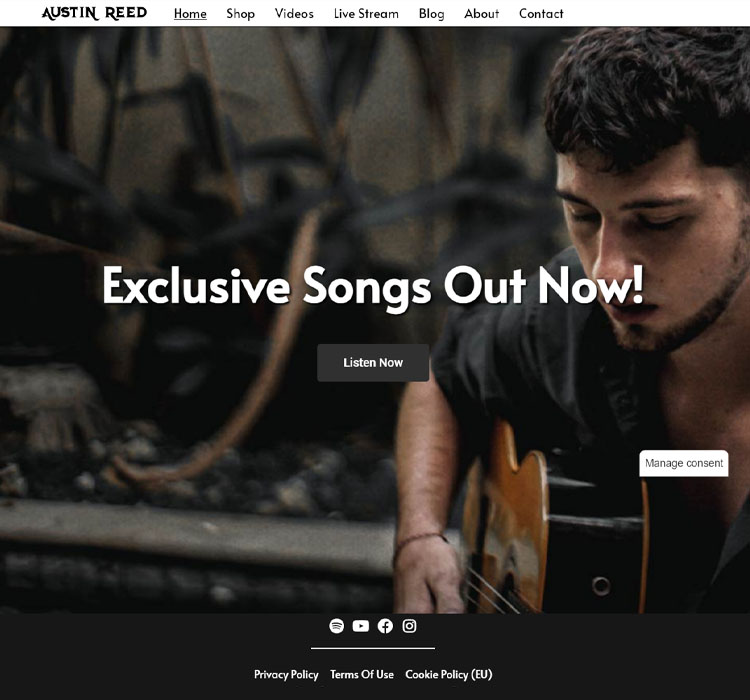 AUSTIN REED Home Shop Videos Live Stream Blog About Contact
Exclusive Songs Out Now!
Listen Now
Manage consent
Privacy Policy Terms Of Use Cookie Policy (EU)